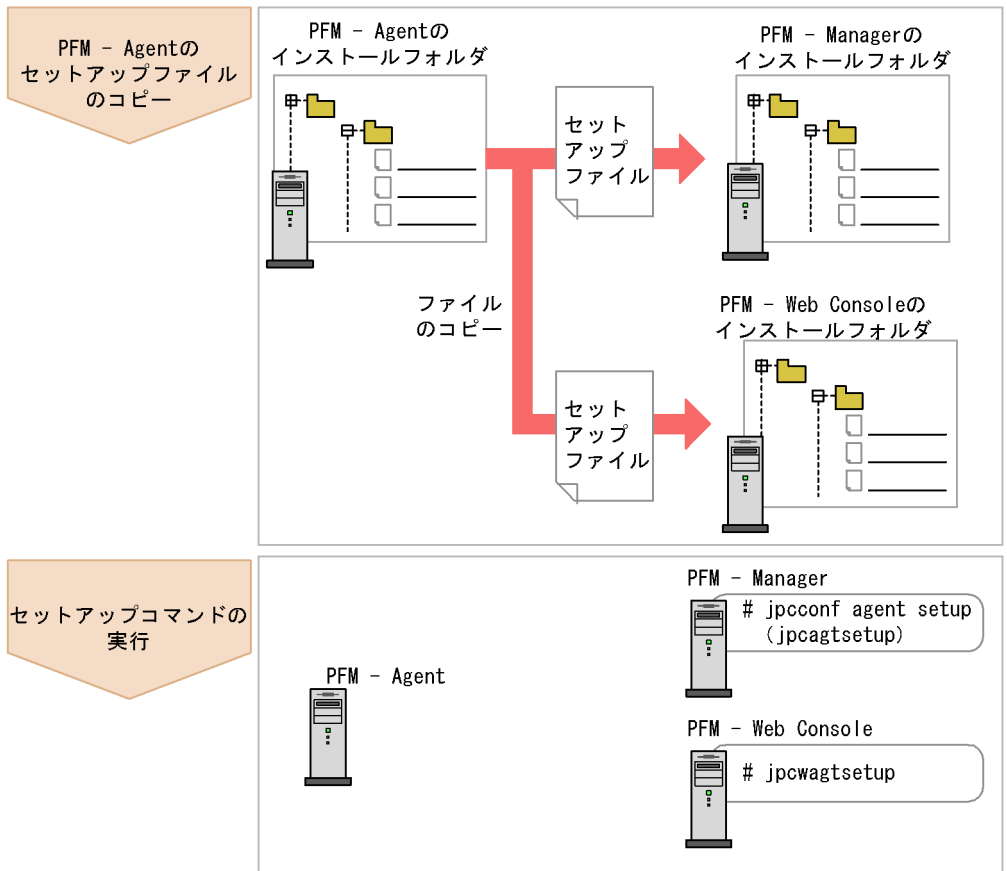 PFM － Agentの
セットアップファイル
のコピー
PFM － Agentの
インストールフォルダ
セット
アップ
ファイル
PFM － Managerの
インストールフォルダ
ファイル
のコピー
セット
アップ
ファイル
PFM － Web Consoleの
インストールフォルダ
セットアップコマンドの
実行
PFM － Agent
PFM － Manager
# jpcconf agent setup
(jpcagtsetup)
PFM － Web Console
# jpcwagtsetup